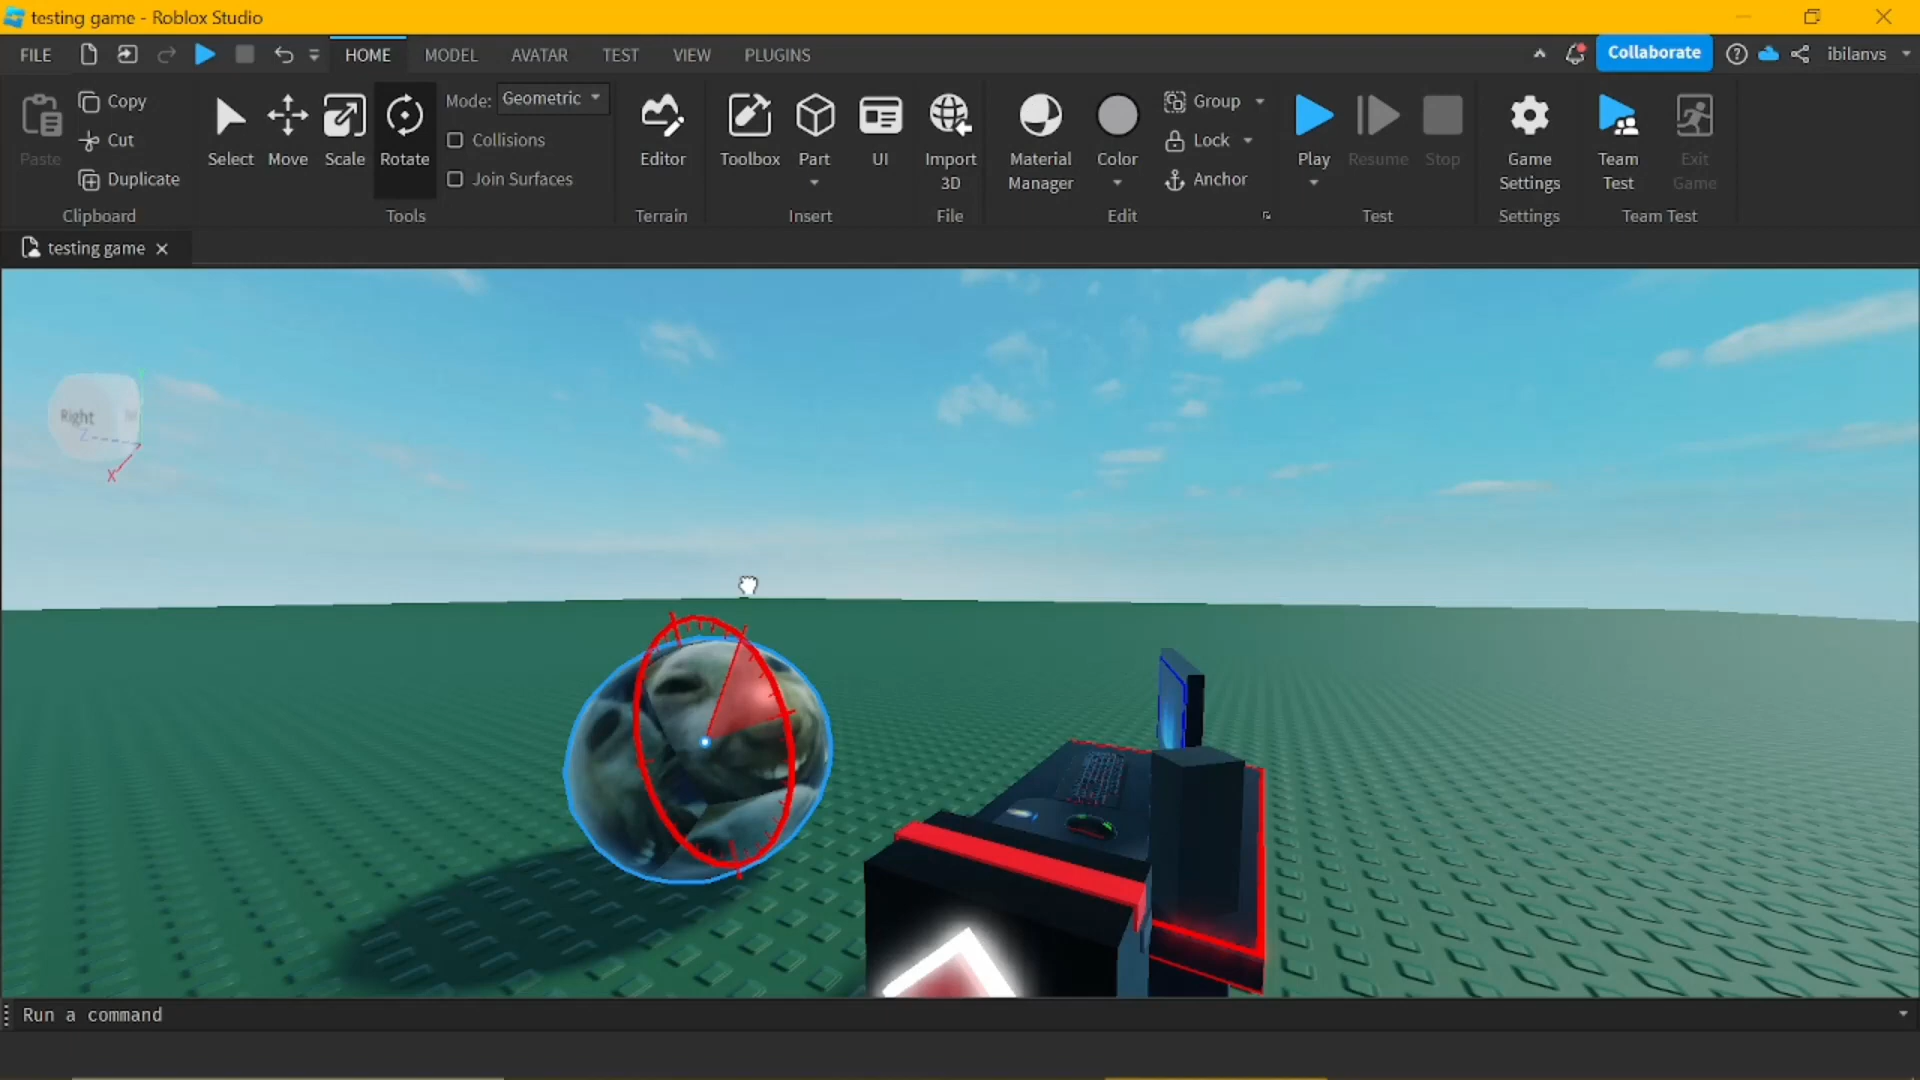 testing game - Roblox Studio
FILE HOME MODEL AVATAR TEST VIEW PLUGINS Collaborate ibilanvs
Paste
Copy
Cut
Duplicate
Clipboard
Select Move Scale Rotate
Mode: Geometric
Collisions
Join Surfaces
Tools
Editor
Terrain
Toolbox Part UI
Insert
Import
3D
File
Material
Manager
Color
Group
Lock
Anchor
Edit
Play Resume Stop
Test
Game
Settings
Settings
Team
Test
Exit
Game
Team Test
testing game
Right
Z
X
Run a command